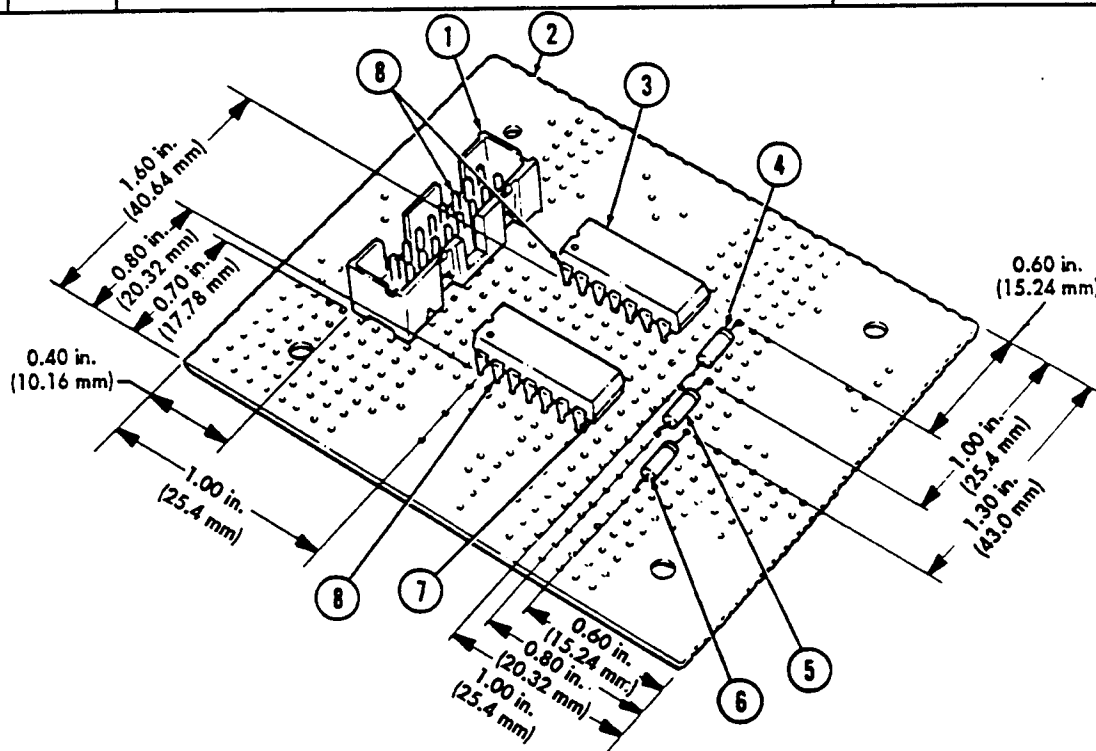 1
2
8
3
4
1.60 in.
(40.64 mm)
0.80 in.
(20.32 mm)
0.70 in.
(17.78 mm)
0.40 in.
(10.16 mm)
1.00 in.
(25.4 mm)
0.60 in.
(15.24 mm)
1.00 in.
(25.4 mm)
1.30 in.
(43.0 mm)
8
7
0.60 in.
(15.24 mm)
0.80 in.
(20.32 mm)
1.00 in.
(25.4 mm)
6
5